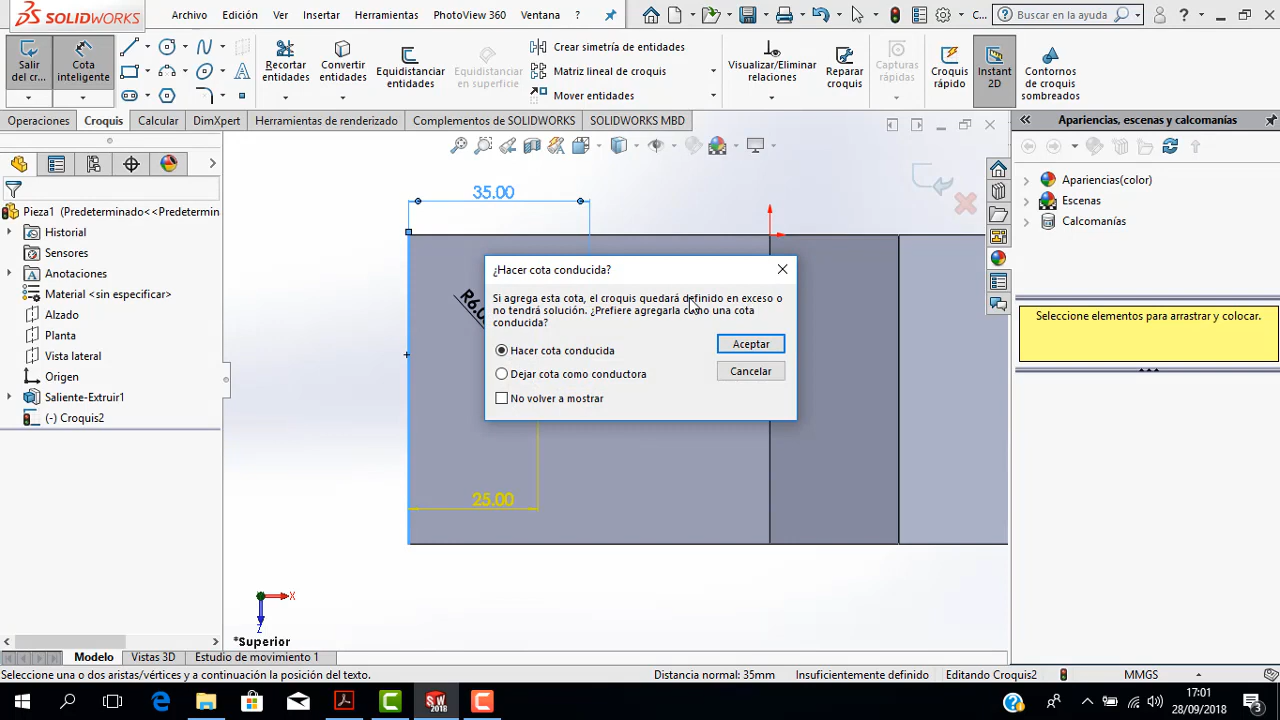 SOLIDWORKS
Archivo Edición Ver Insertar Herramientas PhotoView 360 Ventana ? C... Buscar en la ayuda ?
Salir del cr...
Cota inteligente
Recortar entidades
Convertir entidades
Equidistanciar entidades
Equidistanciar en superficie
Crear simetría de entidades
Matriz lineal de croquis
Mover entidades
Visualizar/Eliminar relaciones
Reparar croquis
Capturas rápidas
Croquis rápido
Instant 2D
Contornos de croquis sombreados
Operaciones Croquis Calcular DimXpert Herramientas de renderizado Complementos de SOLIDWORKS SOLIDWORKS MBD
Apariencias, escenas y calcomanías
Apariencias(color)
Escenas
Calcomanías
Seleccione elementos para arrastrar y colocar.
Pieza1 (Predeterminado<<Predetermin
Historial
Sensores
Anotaciones
Material <sin especificar>
Alzado
Planta
Vista lateral
Origen
Saliente-Extruir1
(-) Croquis2
35.00
25.00
¿Hacer cota conducida?
Si agrega esta cota, el croquis quedará definido en exceso o
no tendrá solución. ¿Prefiere agregarla como una cota
conducida?
Hacer cota conducida
Dejar cota como conductora
No volver a mostrar
Aceptar
Cancelar
X
Z
*Superior
Modelo Vistas 3D Estudio de movimiento 1
Seleccione una o dos aristas/vértices y a continuación la posición del texto. Distancia normal: 35mm Insuficientemente definido Editando Croquis2 MMGS
SW 2018
17:01
28/09/2018